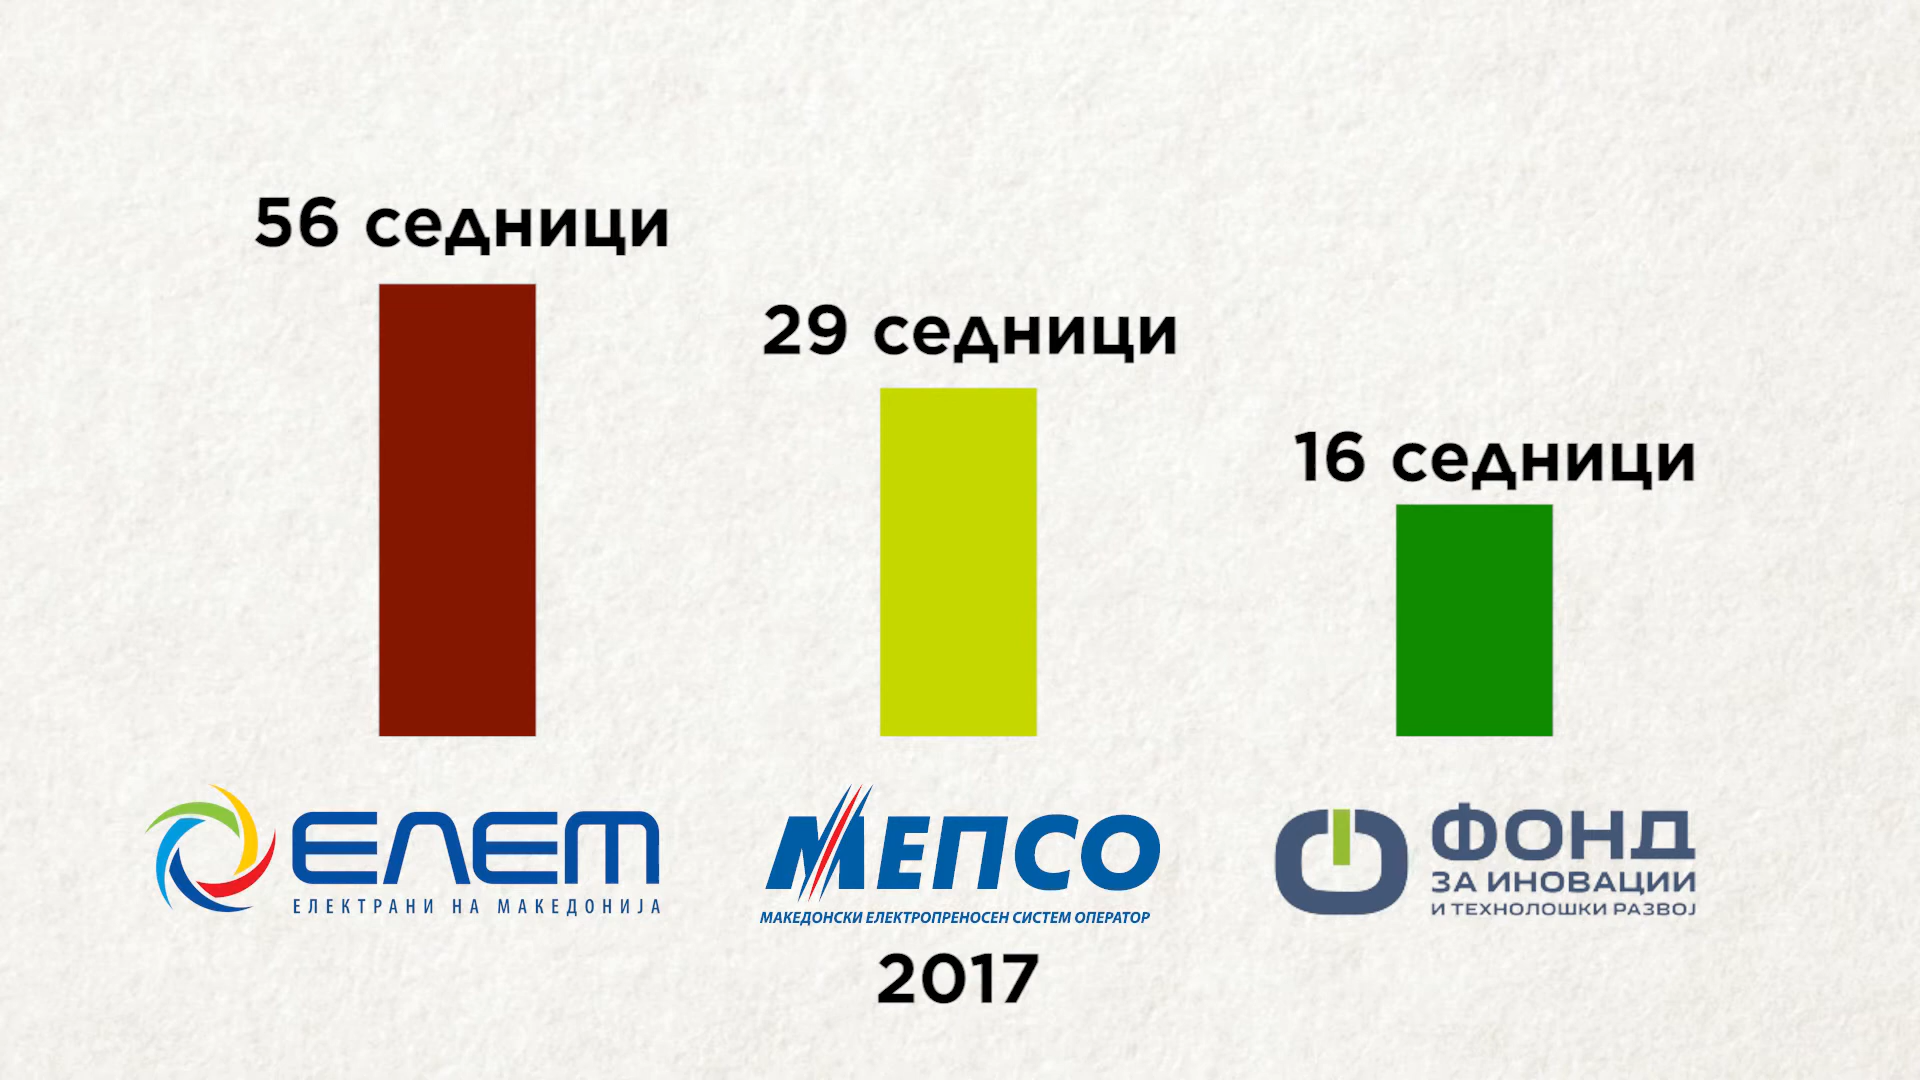 56 седници
29 седници
16 седници
ЕЛЕМ
ЕЛЕКТРАНИ НА МАКЕДОНИЈА
МЕПСО
МАКЕДОНСКИ ЕЛЕКТРОПРЕНОСЕН СИСТЕМ ОПЕРАТОР
ФОНД
ЗА ИНОВАЦИИ
И ТЕХНОЛОШКИ РАЗВОЈ
2017